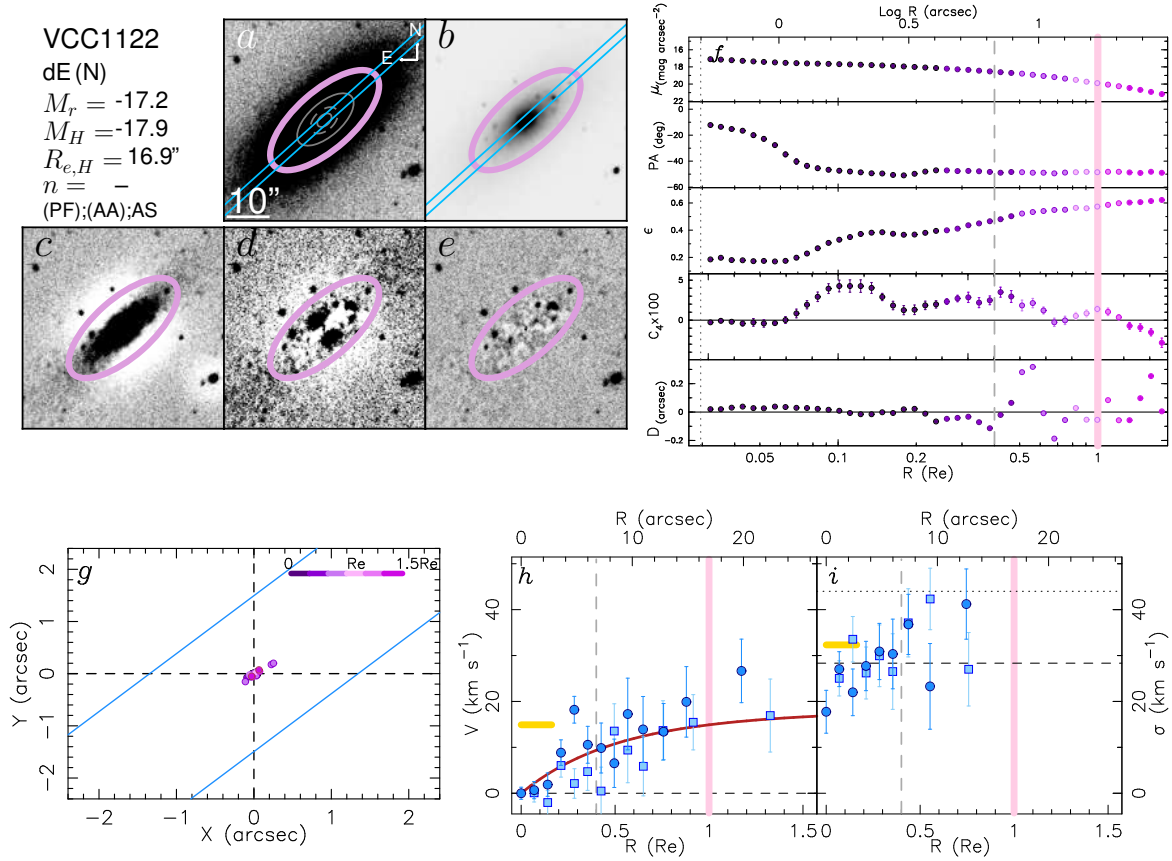 VCC1122
dE (N)
M_r = -17.2
M_H = -17.9
R_{e,H} = 16.9"
n = –
(PF);(AA);AS
a
N
E
10"
b
c
d
e
Log R (arcsec)
0 0.5 1
f
μ(mag arcsec⁻²)
16
18
20
22
PA (deg)
0
−20
−40
−60
ϵ
0.6
0.4
0.2
C₄x100
5
0
D (arcsec)
0.2
0
−0.2
0.05 0.1 0.2 0.5 1
R (Re)
g
0 Re 1.5Re
Y (arcsec)
2
1
0
−1
−2
−2 −1 0 1 2
X (arcsec)
R (arcsec)
0 10 20
h
V (km s⁻¹)
40
20
0
0 0.5 1 1.5
R (Re)
R (arcsec)
0 10 20
i
σ (km s⁻¹)
40
20
0
0 0.5 1 1.5
R (Re)